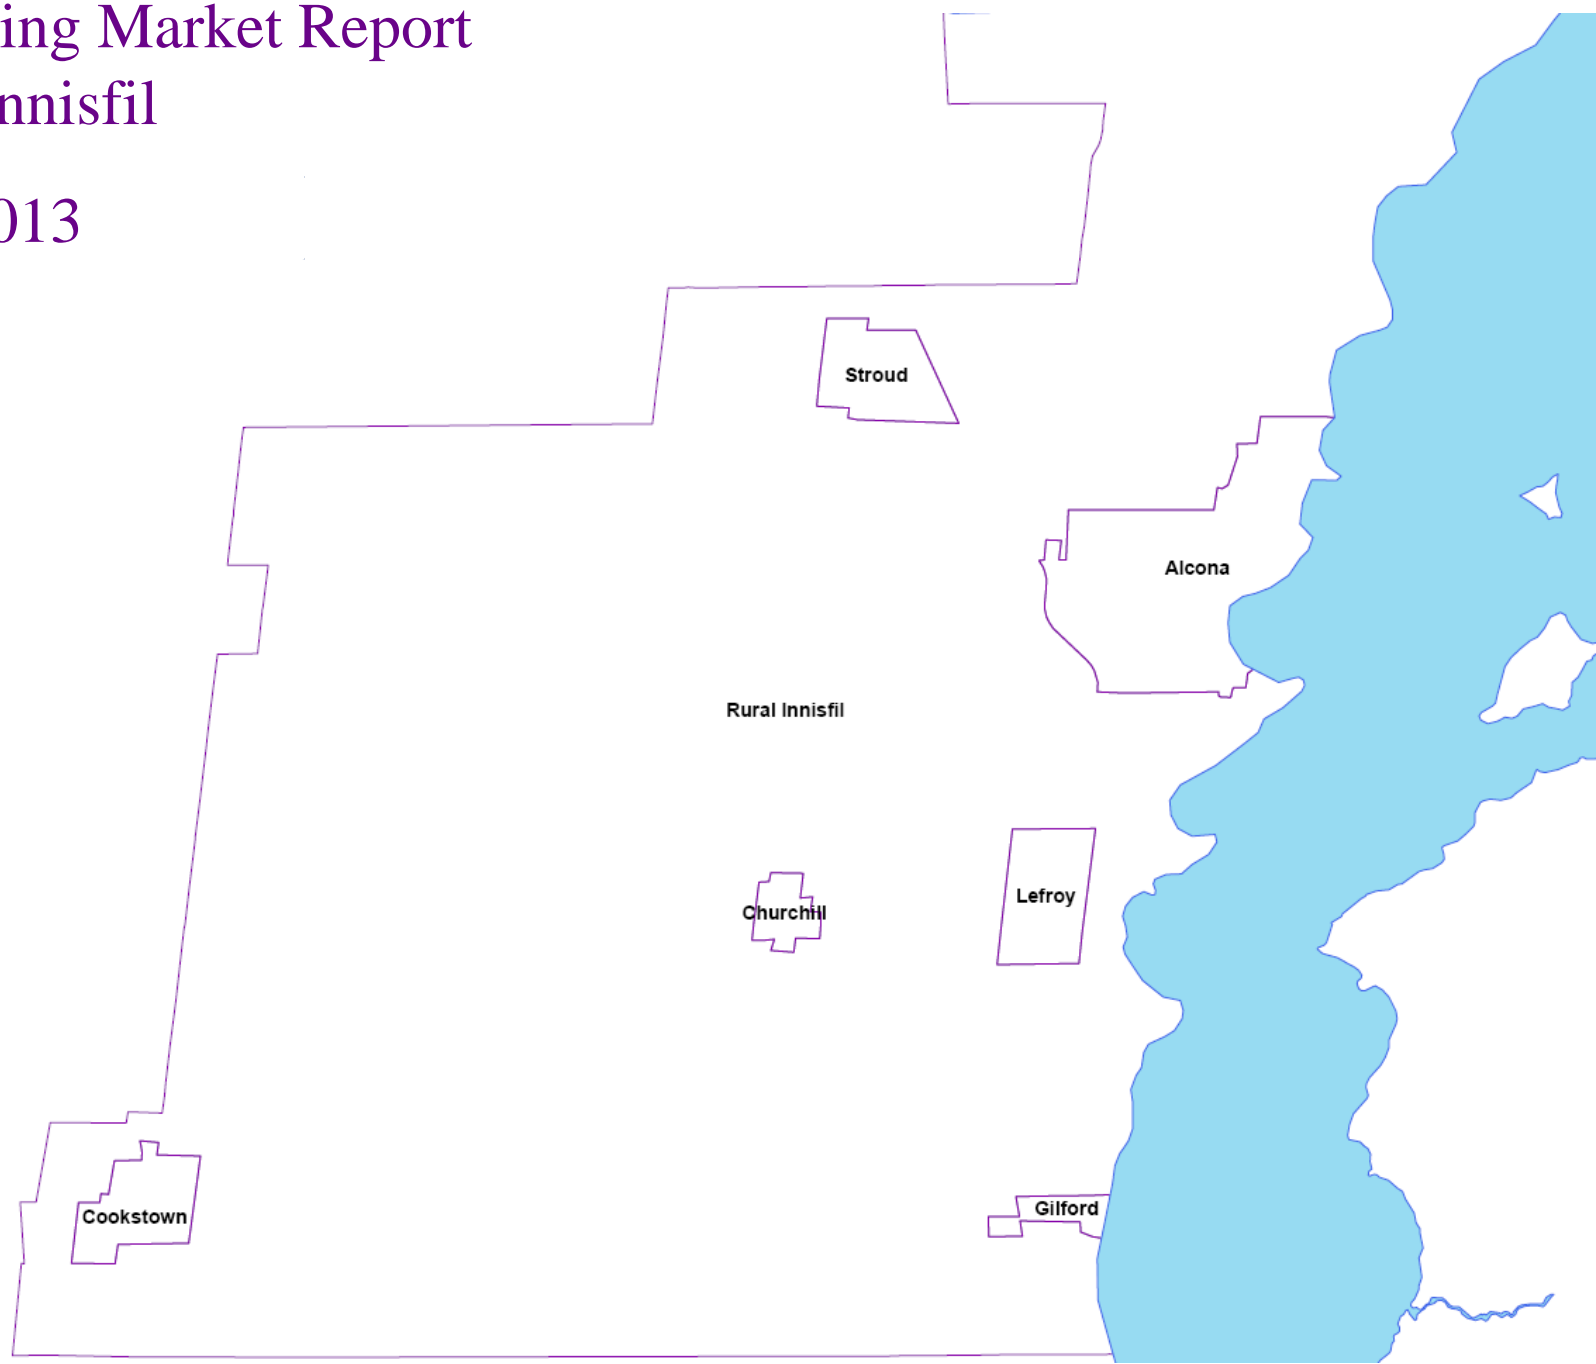 ing Market Report
nnisfil
013
Stroud
Alcona
Rural Innisfil
Lefroy
Churchill
Gilford
Cookstown